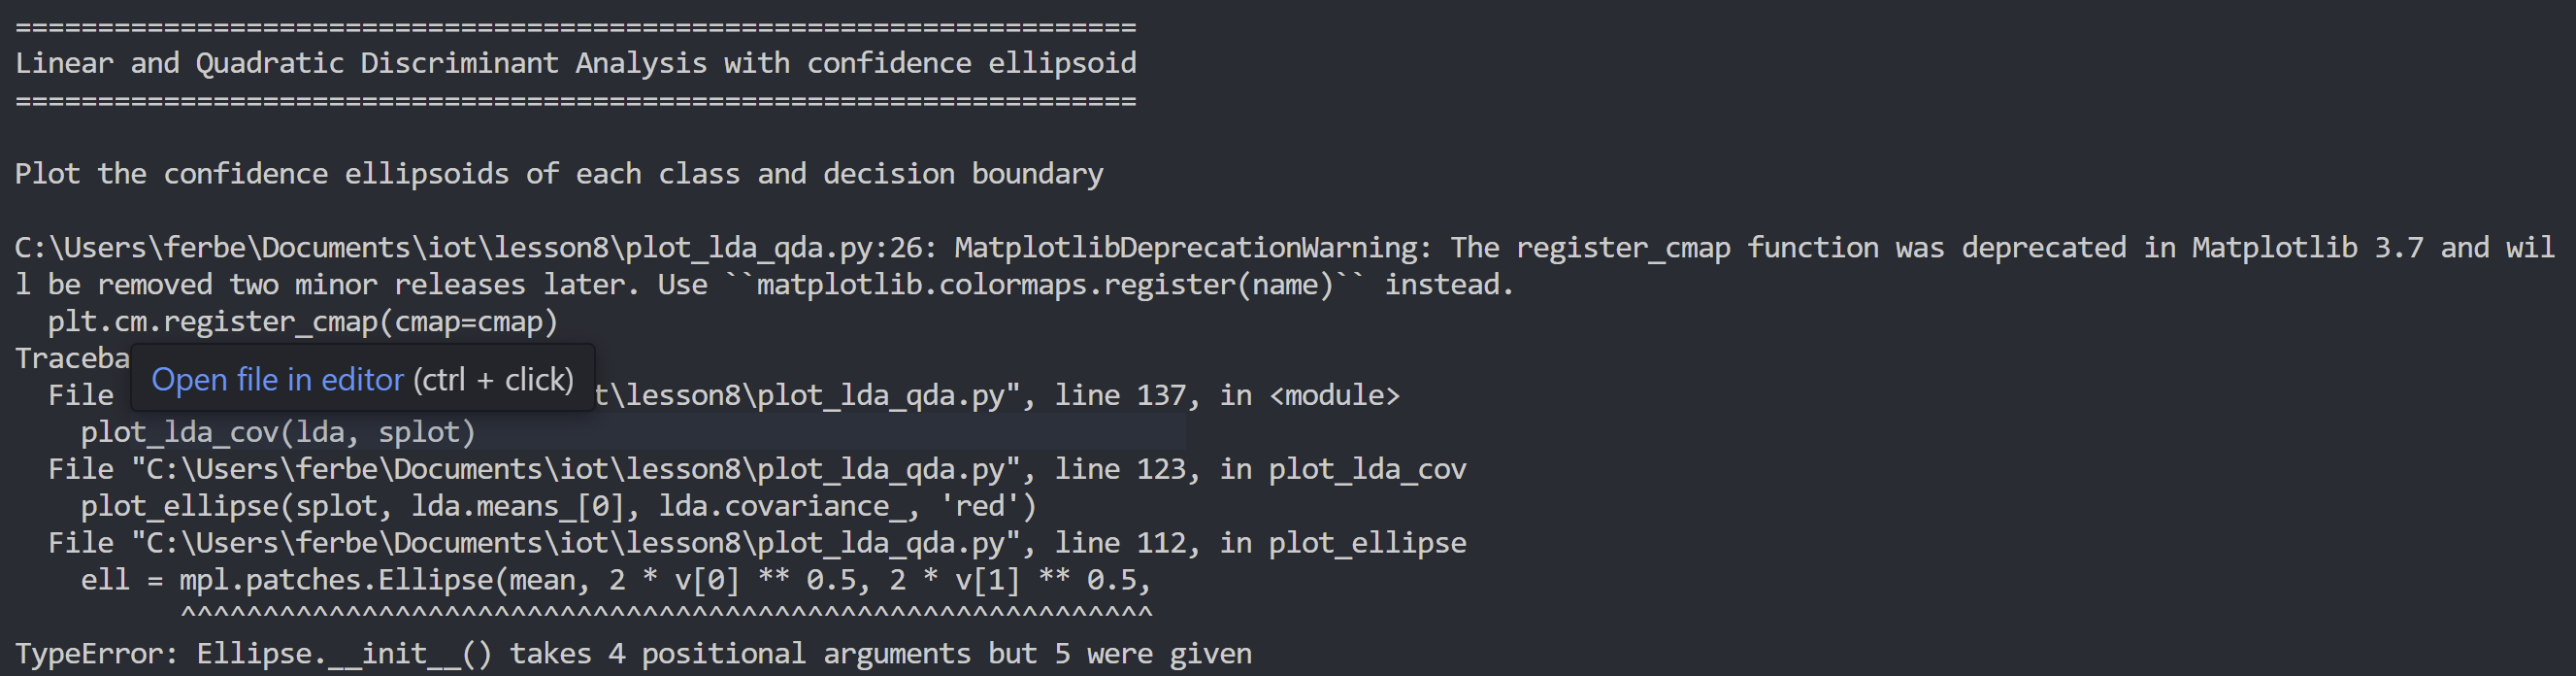 ====================================================================
Linear and Quadratic Discriminant Analysis with confidence ellipsoid
====================================================================
Plot the confidence ellipsoids of each class and decision boundary
C:\Users\ferbe\Documents\iot\lesson8\plot_lda_qda.py:26: MatplotlibDeprecationWarning: The register_cmap function was deprecated in Matplotlib 3.7 and wil
l be removed two minor releases later. Use ``matplotlib.colormaps.register(name)`` instead.
  plt.cm.register_cmap(cmap=cmap)
Traceba
Open file in editor (ctrl + click)
  File t\lesson8\plot_lda_qda.py", line 137, in <module>
    plot_lda_cov(lda, splot)
  File "C:\Users\ferbe\Documents\iot\lesson8\plot_lda_qda.py", line 123, in plot_lda_cov
    plot_ellipse(splot, lda.means_[0], lda.covariance_, 'red')
  File "C:\Users\ferbe\Documents\iot\lesson8\plot_lda_qda.py", line 112, in plot_ellipse
    ell = mpl.patches.Ellipse(mean, 2 * v[0] ** 0.5, 2 * v[1] ** 0.5,
          ^^^^^^^^^^^^^^^^^^^^^^^^^^^^^^^^^^^^^^^^^^^^^^^^^^^^^^^^^^^
TypeError: Ellipse.__init__() takes 4 positional arguments but 5 were given